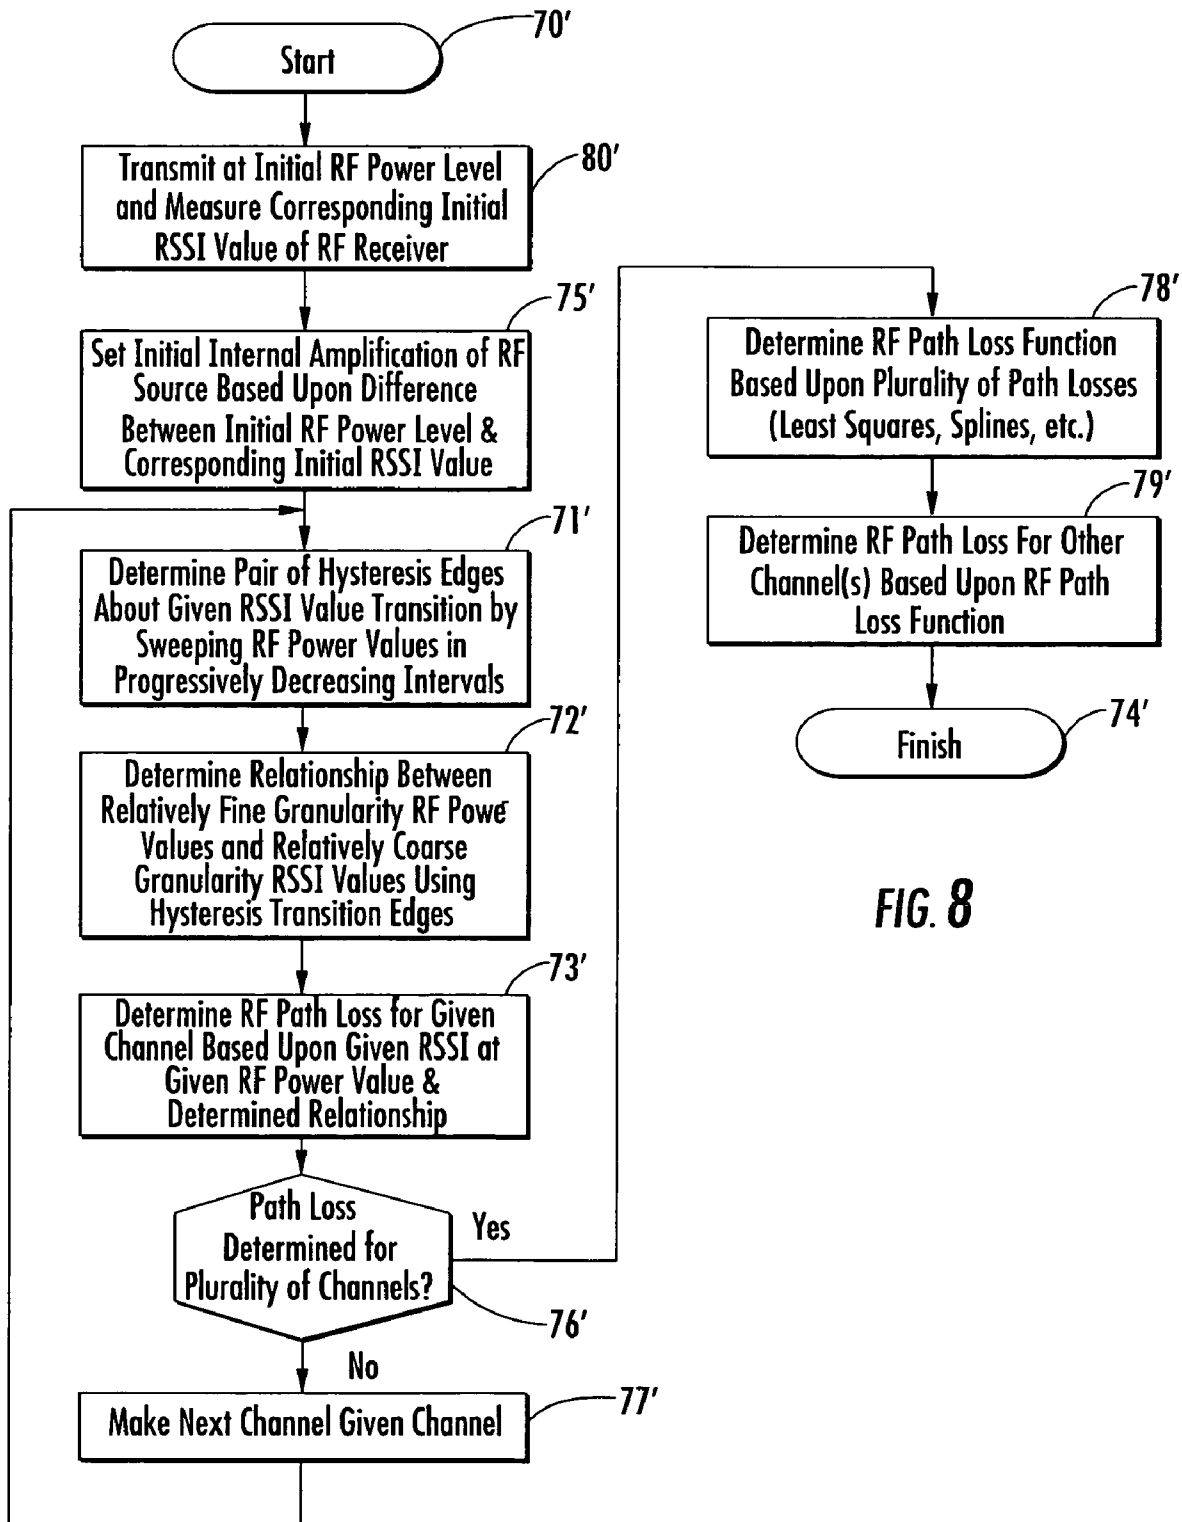 70'
Start
80'
Transmit at Initial RF Power Level
and Measure Corresponding Initial
RSSI Value of RF Receiver
75'
Set Initial Internal Amplification of RF
Source Based Upon Difference
Between Initial RF Power Level &
Corresponding Initial RSSI Value
71'
Determine Pair of Hysteresis Edges
About Given RSSI Value Transition by
Sweeping RF Power Values in
Progressively Decreasing Intervals
72'
Determine Relationship Between
Relatively Fine Granularity RF Power
Values and Relatively Coarse
Granularity RSSI Values Using
Hysteresis Transition Edges
73'
Determine RF Path Loss for Given
Channel Based Upon Given RSSI at
Given RF Power Value &
Determined Relationship
Path Loss
Determined for
Plurality of Channels?
Yes
76'
No
77'
Make Next Channel Given Channel
78'
Determine RF Path Loss Function
Based Upon Plurality of Path Losses
(Least Squares, Splines, etc.)
79'
Determine RF Path Loss For Other
Channel(s) Based Upon RF Path
Loss Function
74'
Finish
FIG. 8